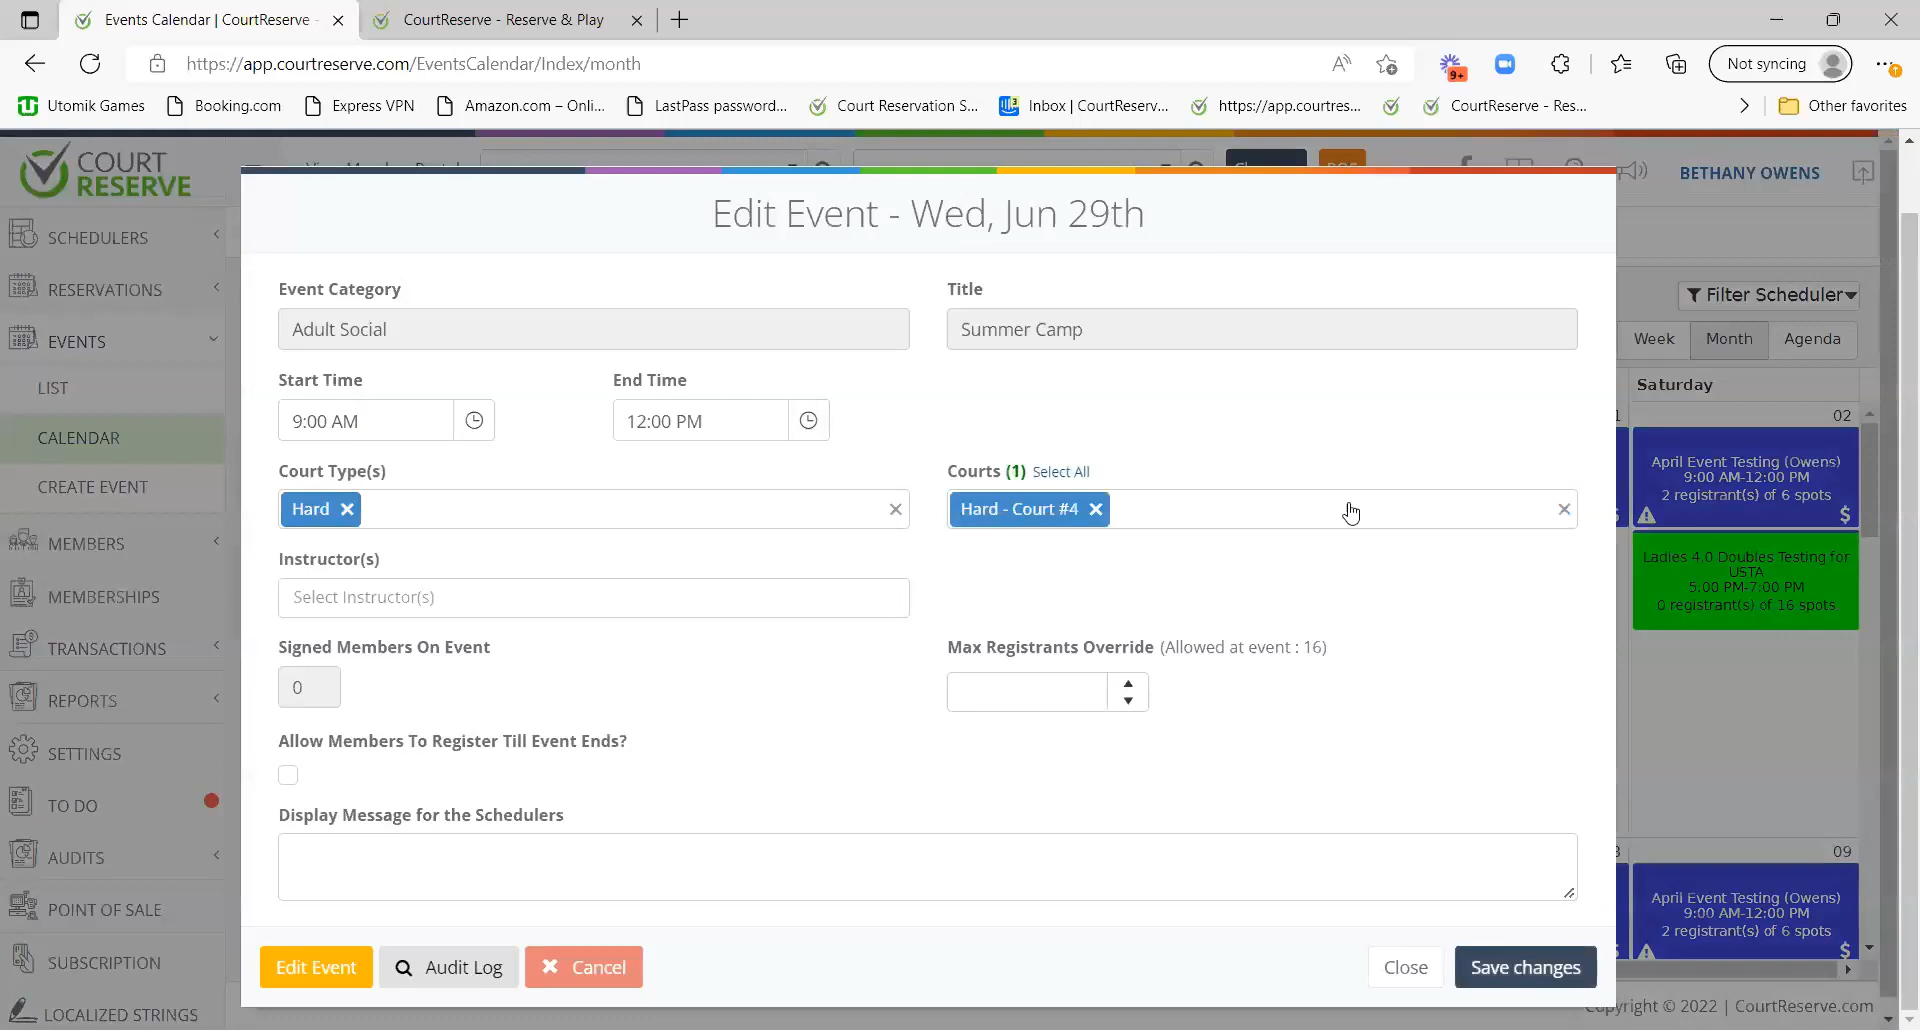 Events Calendar | CourtReserve -
CourtReserve - Reserve & Play
https://app.courtreserve.com/EventsCalendar/Index/month
9+
Not syncing
Utomik Games
Booking.com
Express VPN
Amazon.com – Onli...
LastPass password...
Court Reservation S...
Inbox | CourtReserv...
https://app.courtres...
CourtReserve - Res...
Other favorites
COURT
RESERVE
BETHANY OWENS
SCHEDULERS
RESERVATIONS
EVENTS
LIST
CALENDAR
CREATE EVENT
MEMBERS
MEMBERSHIPS
TRANSACTIONS
REPORTS
SETTINGS
TO DO
AUDITS
POINT OF SALE
SUBSCRIPTION
LOCALIZED STRINGS
Edit Event - Wed, Jun 29th
Event Category
Title
Adult Social
Summer Camp
Start Time
End Time
9:00 AM
12:00 PM
Court Type(s)
Courts (1) Select All
Hard
Hard - Court #4
Instructor(s)
Select Instructor(s)
Signed Members On Event
Max Registrants Override (Allowed at event : 16)
0
Allow Members To Register Till Event Ends?
Display Message for the Schedulers
Edit Event
Audit Log
Cancel
Close
Save changes
Filter Scheduler
Week
Month
Agenda
Saturday
02
April Event Testing (Owens)
9:00 AM-12:00 PM
2 registrant(s) of 6 spots
$
Ladies 4.0 Doubles Testing for
USTA
5:00 PM-7:00 PM
0 registrant(s) of 16 spots
09
April Event Testing (Owens)
9:00 AM-12:00 PM
2 registrant(s) of 6 spots
$
Copyright © 2022 | CourtReserve.com